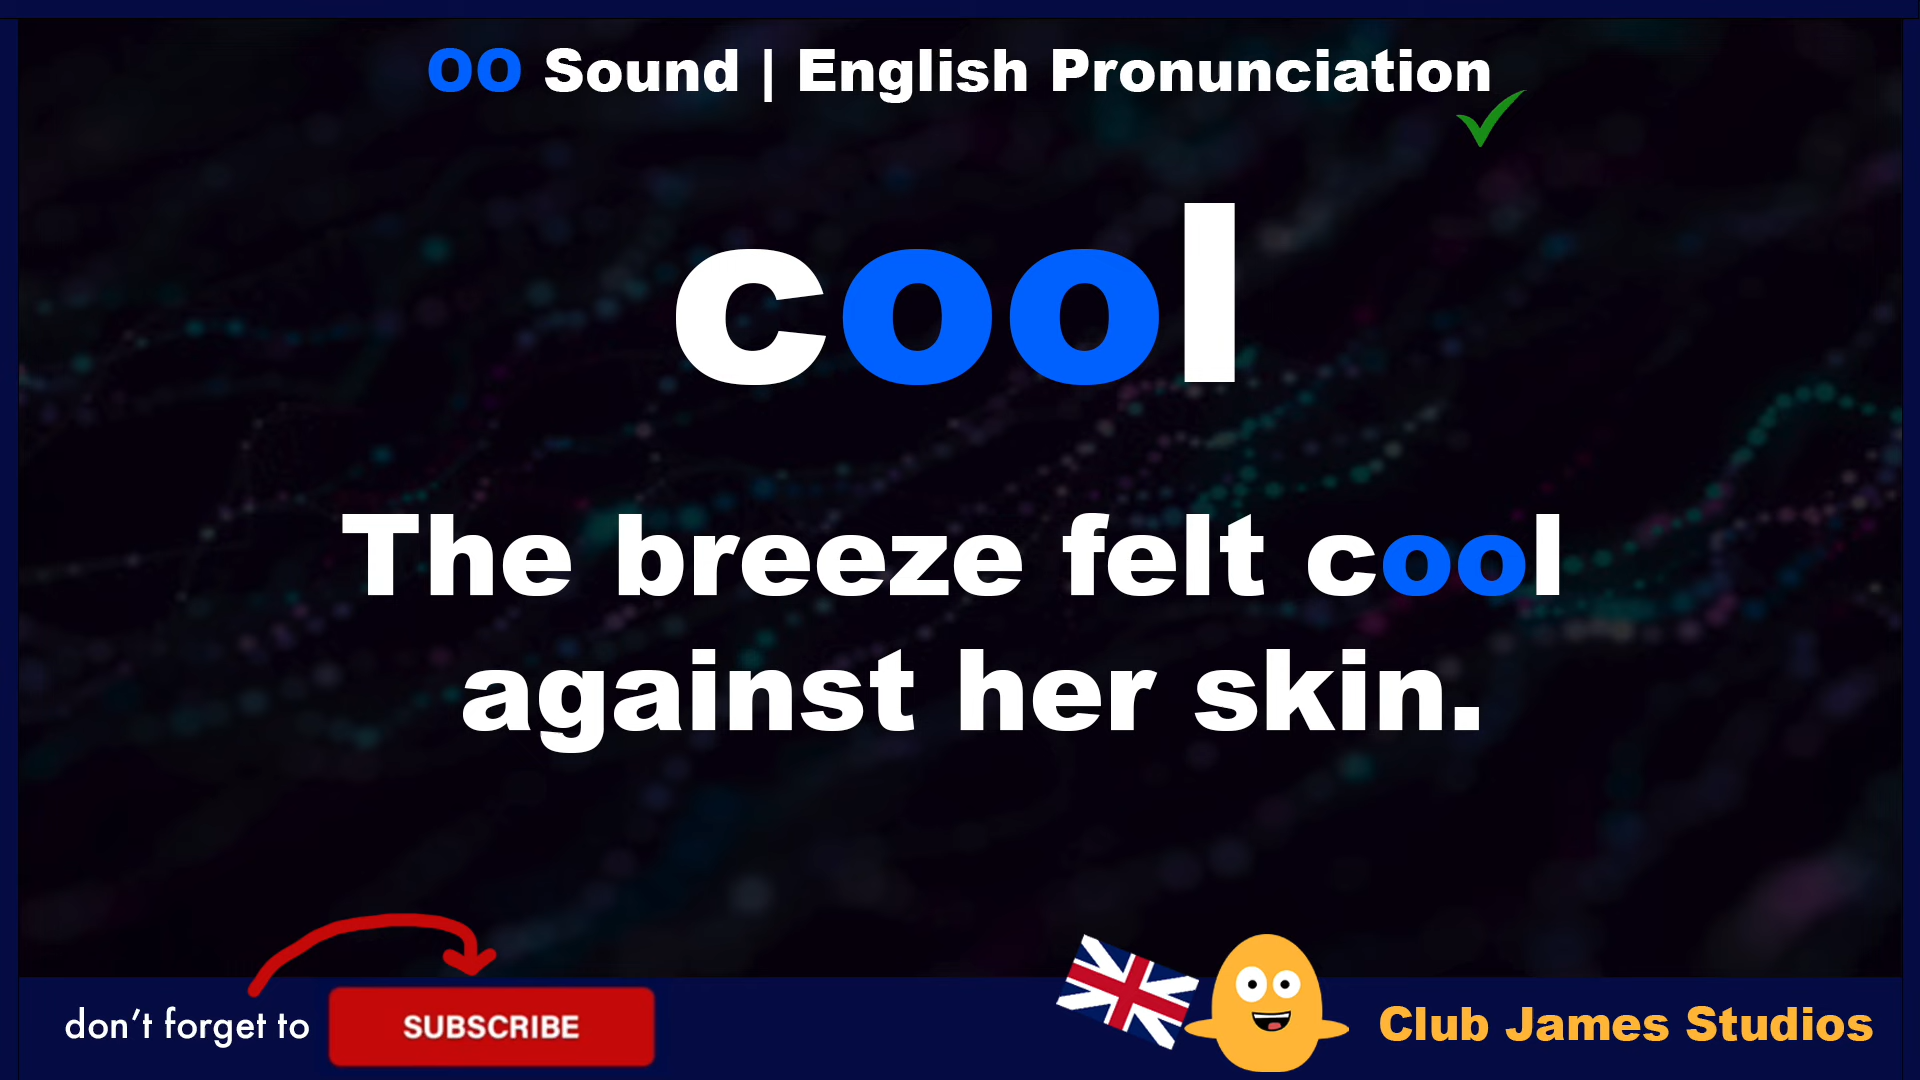 oo Sound | English Pronunciation
cool
The breeze felt cool
against her skin.
don't forget to
SUBSCRIBE
Club James Studios